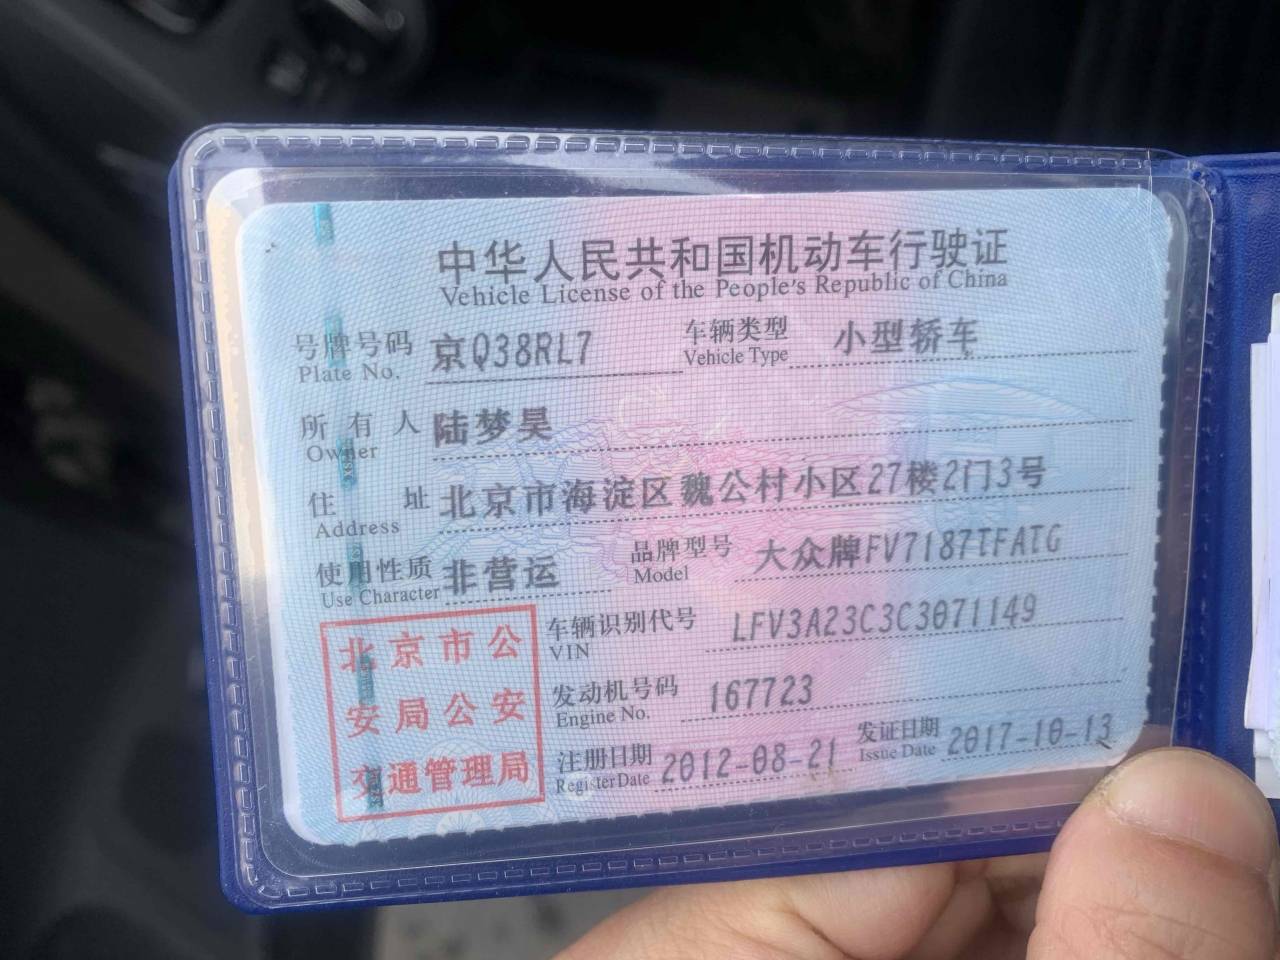 中华人民共和国机动车行驶证
Vehicle License of the People's Republic of China
号牌号码 京Q38RL7 车辆类型 小型轿车
Plate No. Vehicle Type
所有人 陆梦昊
Owner
住址 北京市海淀区魏公村小区27楼2门3号
Address
使用性质 非营运 品牌型号 大众牌FV7187TFATG
Use Character Model
北京市公
安局公安
交通管理局
车辆识别代号 LFV3A23C3C3071149
VIN
发动机号码 167723
Engine No.
注册日期 2012-08-21 发证日期 2017-10-13
Register Date Issue Date